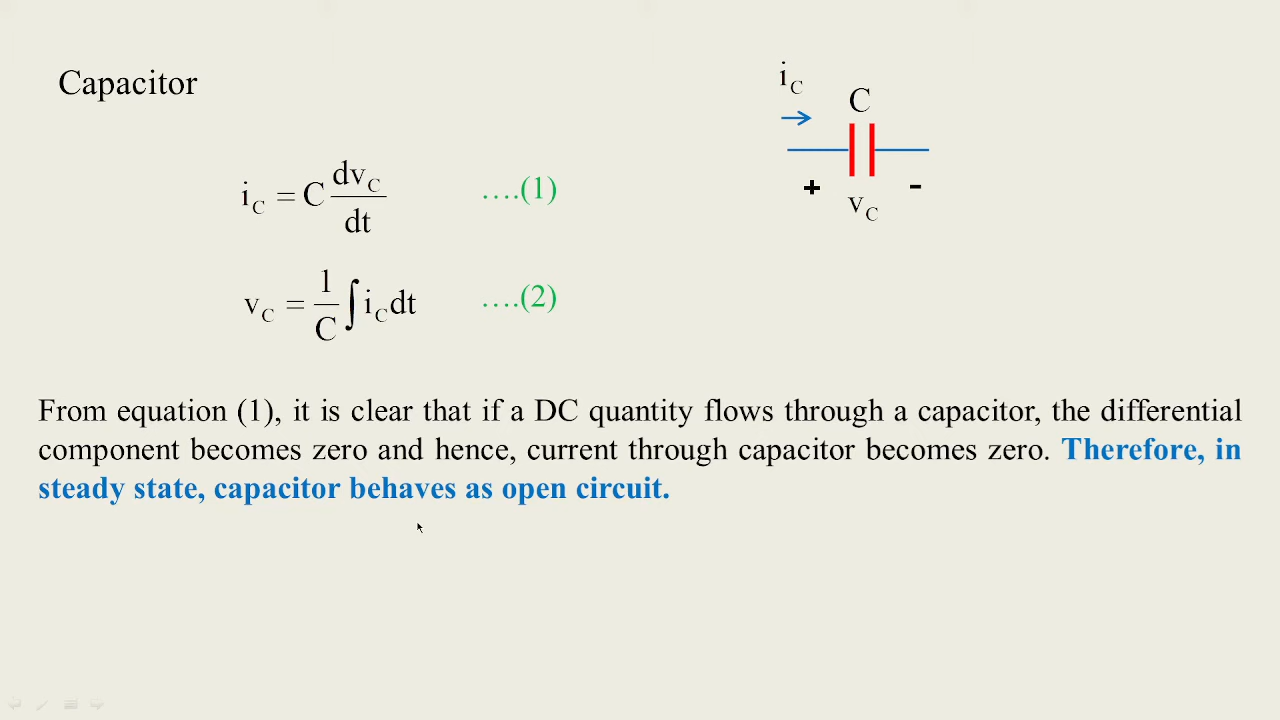 Capacitor
i_C
C
+ -
v_C
i_C = C dv_C/dt ….(1)
v_C = 1/C ∫ i_C dt ….(2)
From equation (1), it is clear that if a DC quantity flows through a capacitor, the differential
component becomes zero and hence, current through capacitor becomes zero. Therefore, in
steady state, capacitor behaves as open circuit.